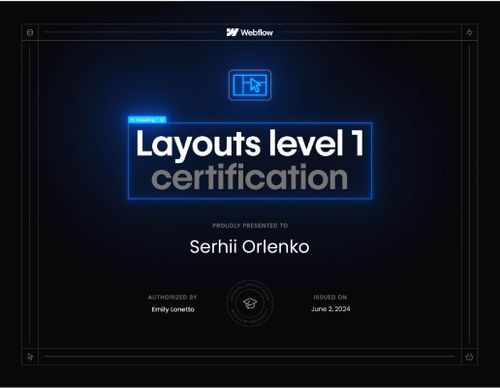 Webflow
H1 Heading 1
Layouts level 1
certification
PROUDLY PRESENTED TO
Serhii Orlenko
AUTHORIZED BY
Emily Lonetto
ISSUED ON
June 2, 2024